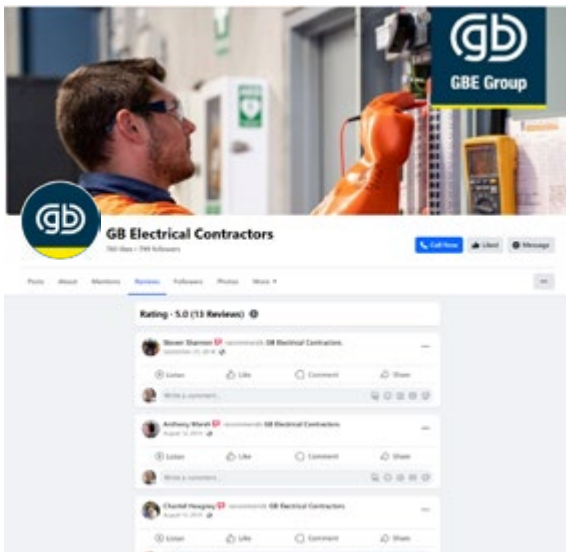 gb
GBE Group
gb
GB Electrical Contractors
Call Now Liked Message
Posts About Mentions Reviews Followers Photos More
Rating · 5.0 (13 Reviews)
Steven Shannon recommends GB Electrical Contractors.
Listen Like Comment Share
Write a comment...
Anthony Marsh recommends GB Electrical Contractors.
Listen Like Comment Share
Write a comment...
Chantel Heagney recommends GB Electrical Contractors.
Listen Like Comment Share